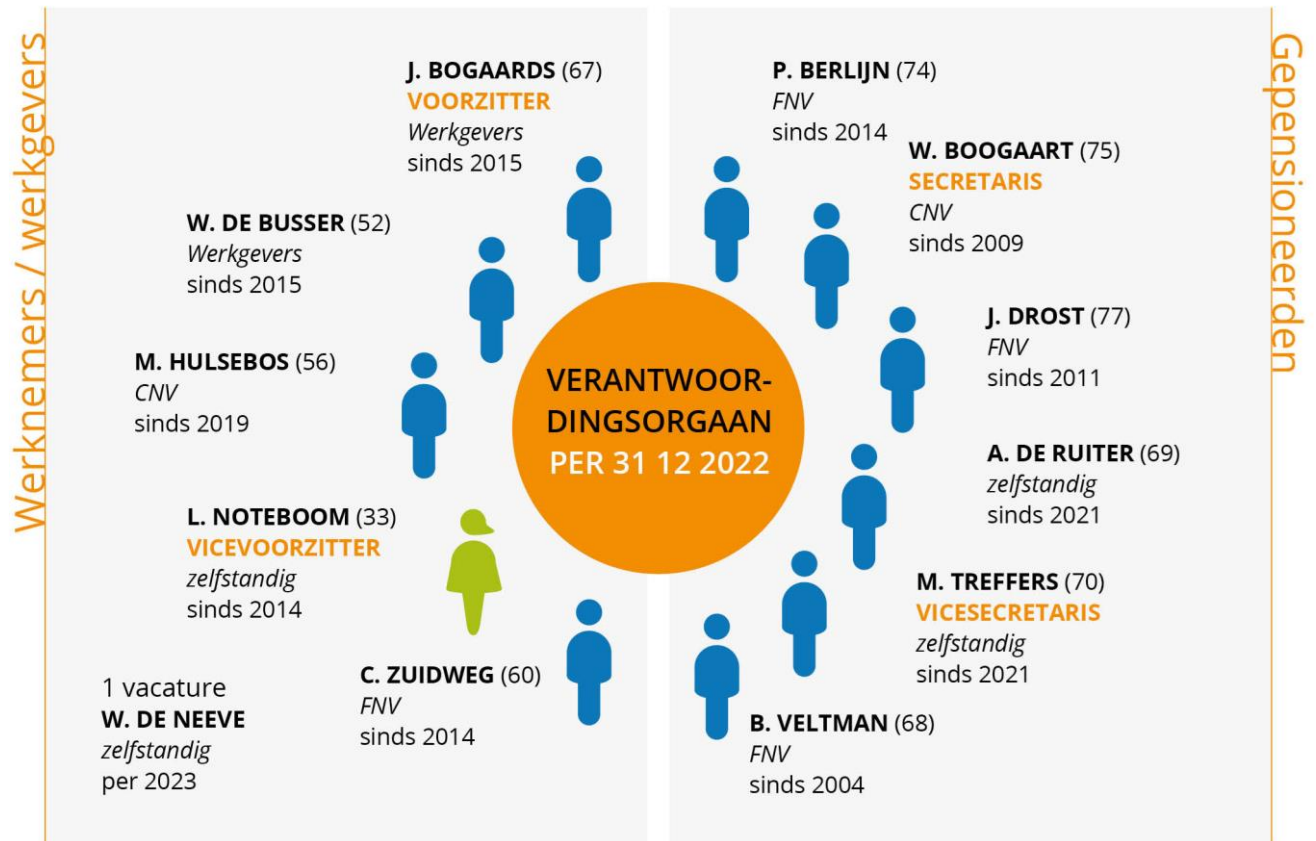 Werknemers / werkgevers
J. BOGAARDS (67)
VOORZITTER
Werkgevers
sinds 2015
W. DE BUSSER (52)
Werkgevers
sinds 2015
M. HULSEBOS (56)
CNV
sinds 2019
L. NOTEBOOM (33)
VICEVOORZITTER
zelfstandig
sinds 2014
C. ZUIDWEG (60)
FNV
sinds 2014
1 vacature
W. DE NEEVE
zelfstandig
per 2023
VERANTWOOR-
DINGSORGAAN
PER 31 12 2022
Gepensioneerden
P. BERLIJN (74)
FNV
sinds 2014
W. BOOGAART (75)
SECRETARIS
CNV
sinds 2009
J. DROST (77)
FNV
sinds 2011
A. DE RUITER (69)
zelfstandig
sinds 2021
M. TREFFERS (70)
VICESECRETARIS
zelfstandig
sinds 2021
B. VELTMAN (68)
FNV
sinds 2004